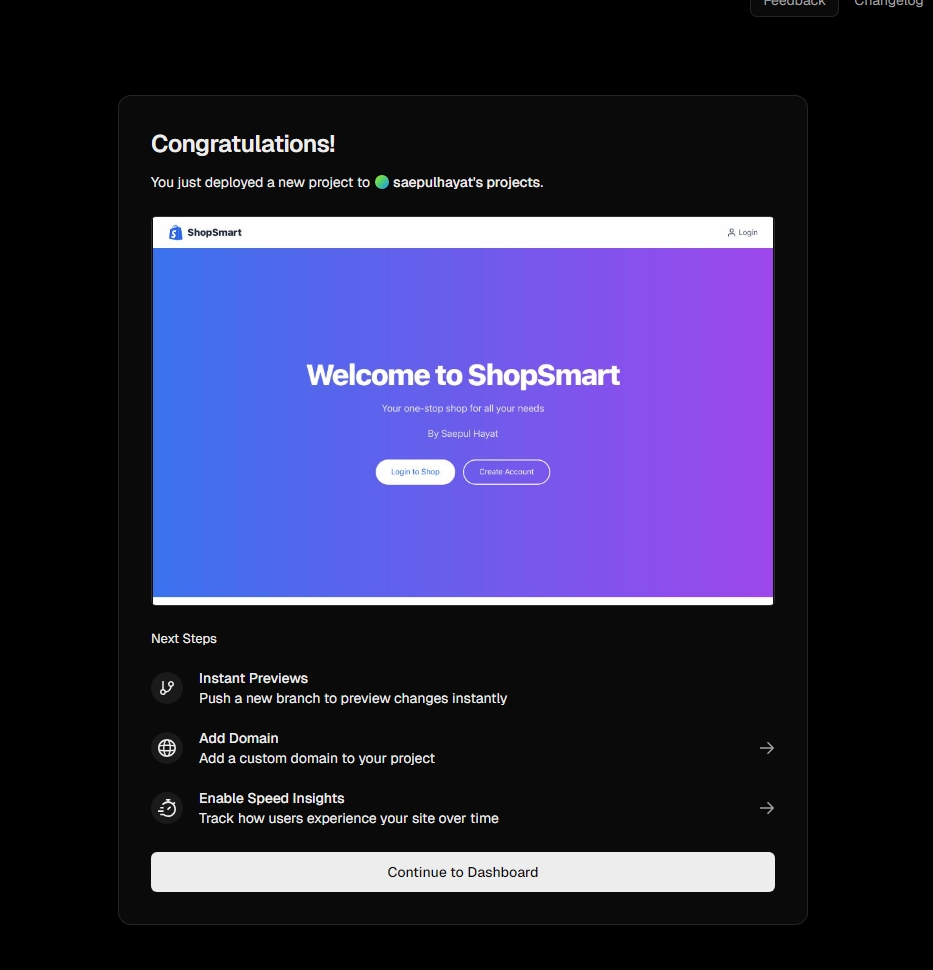 Feedback
Changelog
Congratulations!
You just deployed a new project to saepulhayat's projects.
ShopSmart
Login
Welcome to ShopSmart
Your one-stop shop for all your needs
By Saepul Hayat
Login to Shop
Create Account
Next Steps
Instant Previews
Push a new branch to preview changes instantly
Add Domain
Add a custom domain to your project
Enable Speed Insights
Track how users experience your site over time
Continue to Dashboard